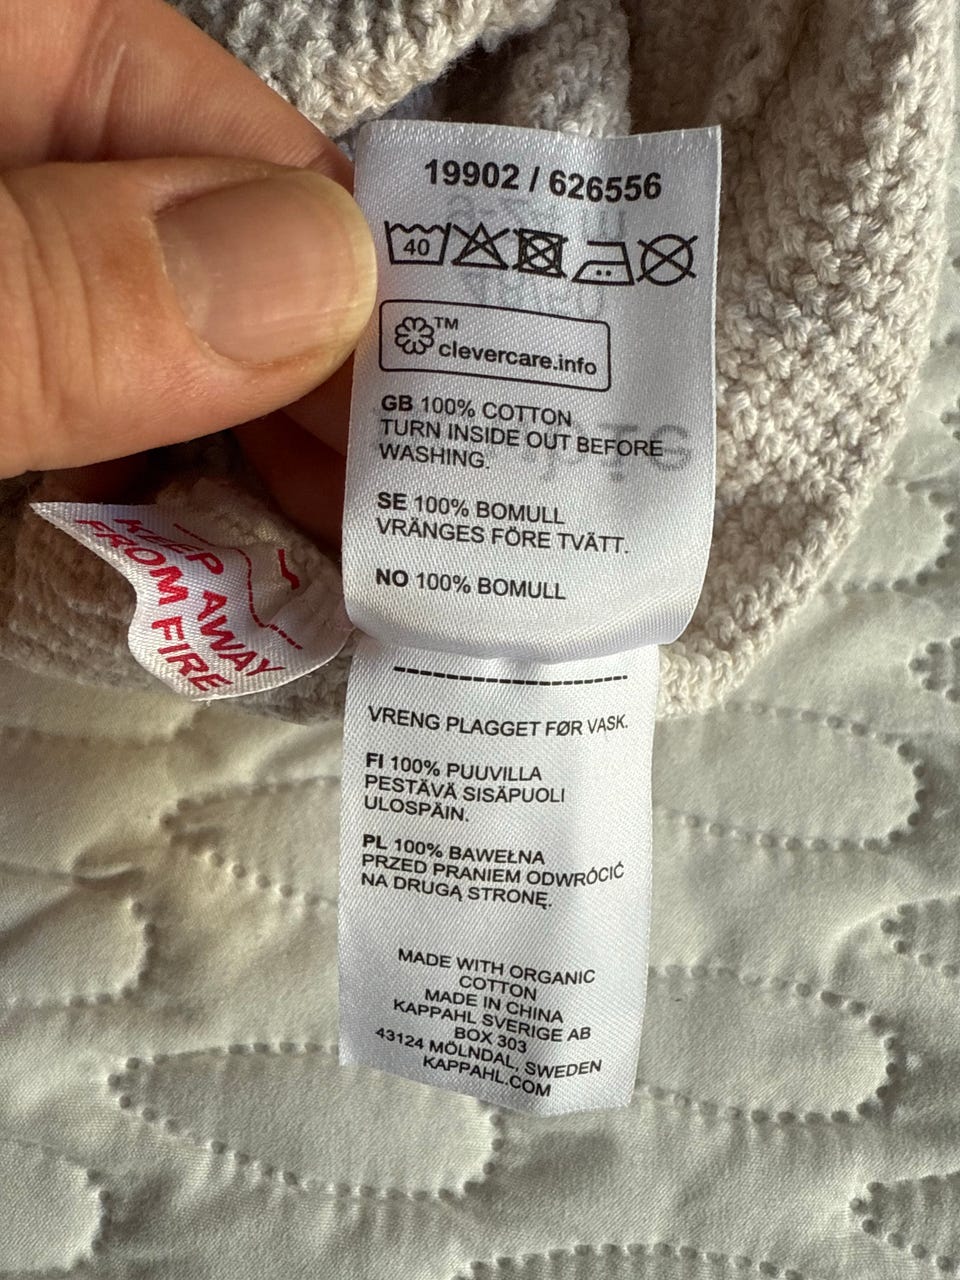 19902 / 626556
40
TM
clevercare.info
GB 100% COTTON
TURN INSIDE OUT BEFORE
WASHING.
SE 100% BOMULL
VRÄNGES FÖRE TVÄTT.
NO 100% BOMULL
VRENG PLAGGET FØR VASK.
FI 100% PUUVILLA
PESTÄVÄ SISÄPUOLI
ULOSPÄIN.
PL 100% BAWEŁNA
PRZED PRANIEM ODWRÓCIĆ
NA DRUGĄ STRONĘ.
MADE WITH ORGANIC
COTTON
MADE IN CHINA
KAPPAHL SVERIGE AB
BOX 303
43124 MÖLNDAL, SWEDEN
KAPPAHL.COM
KEEP AWAY
FROM FIRE